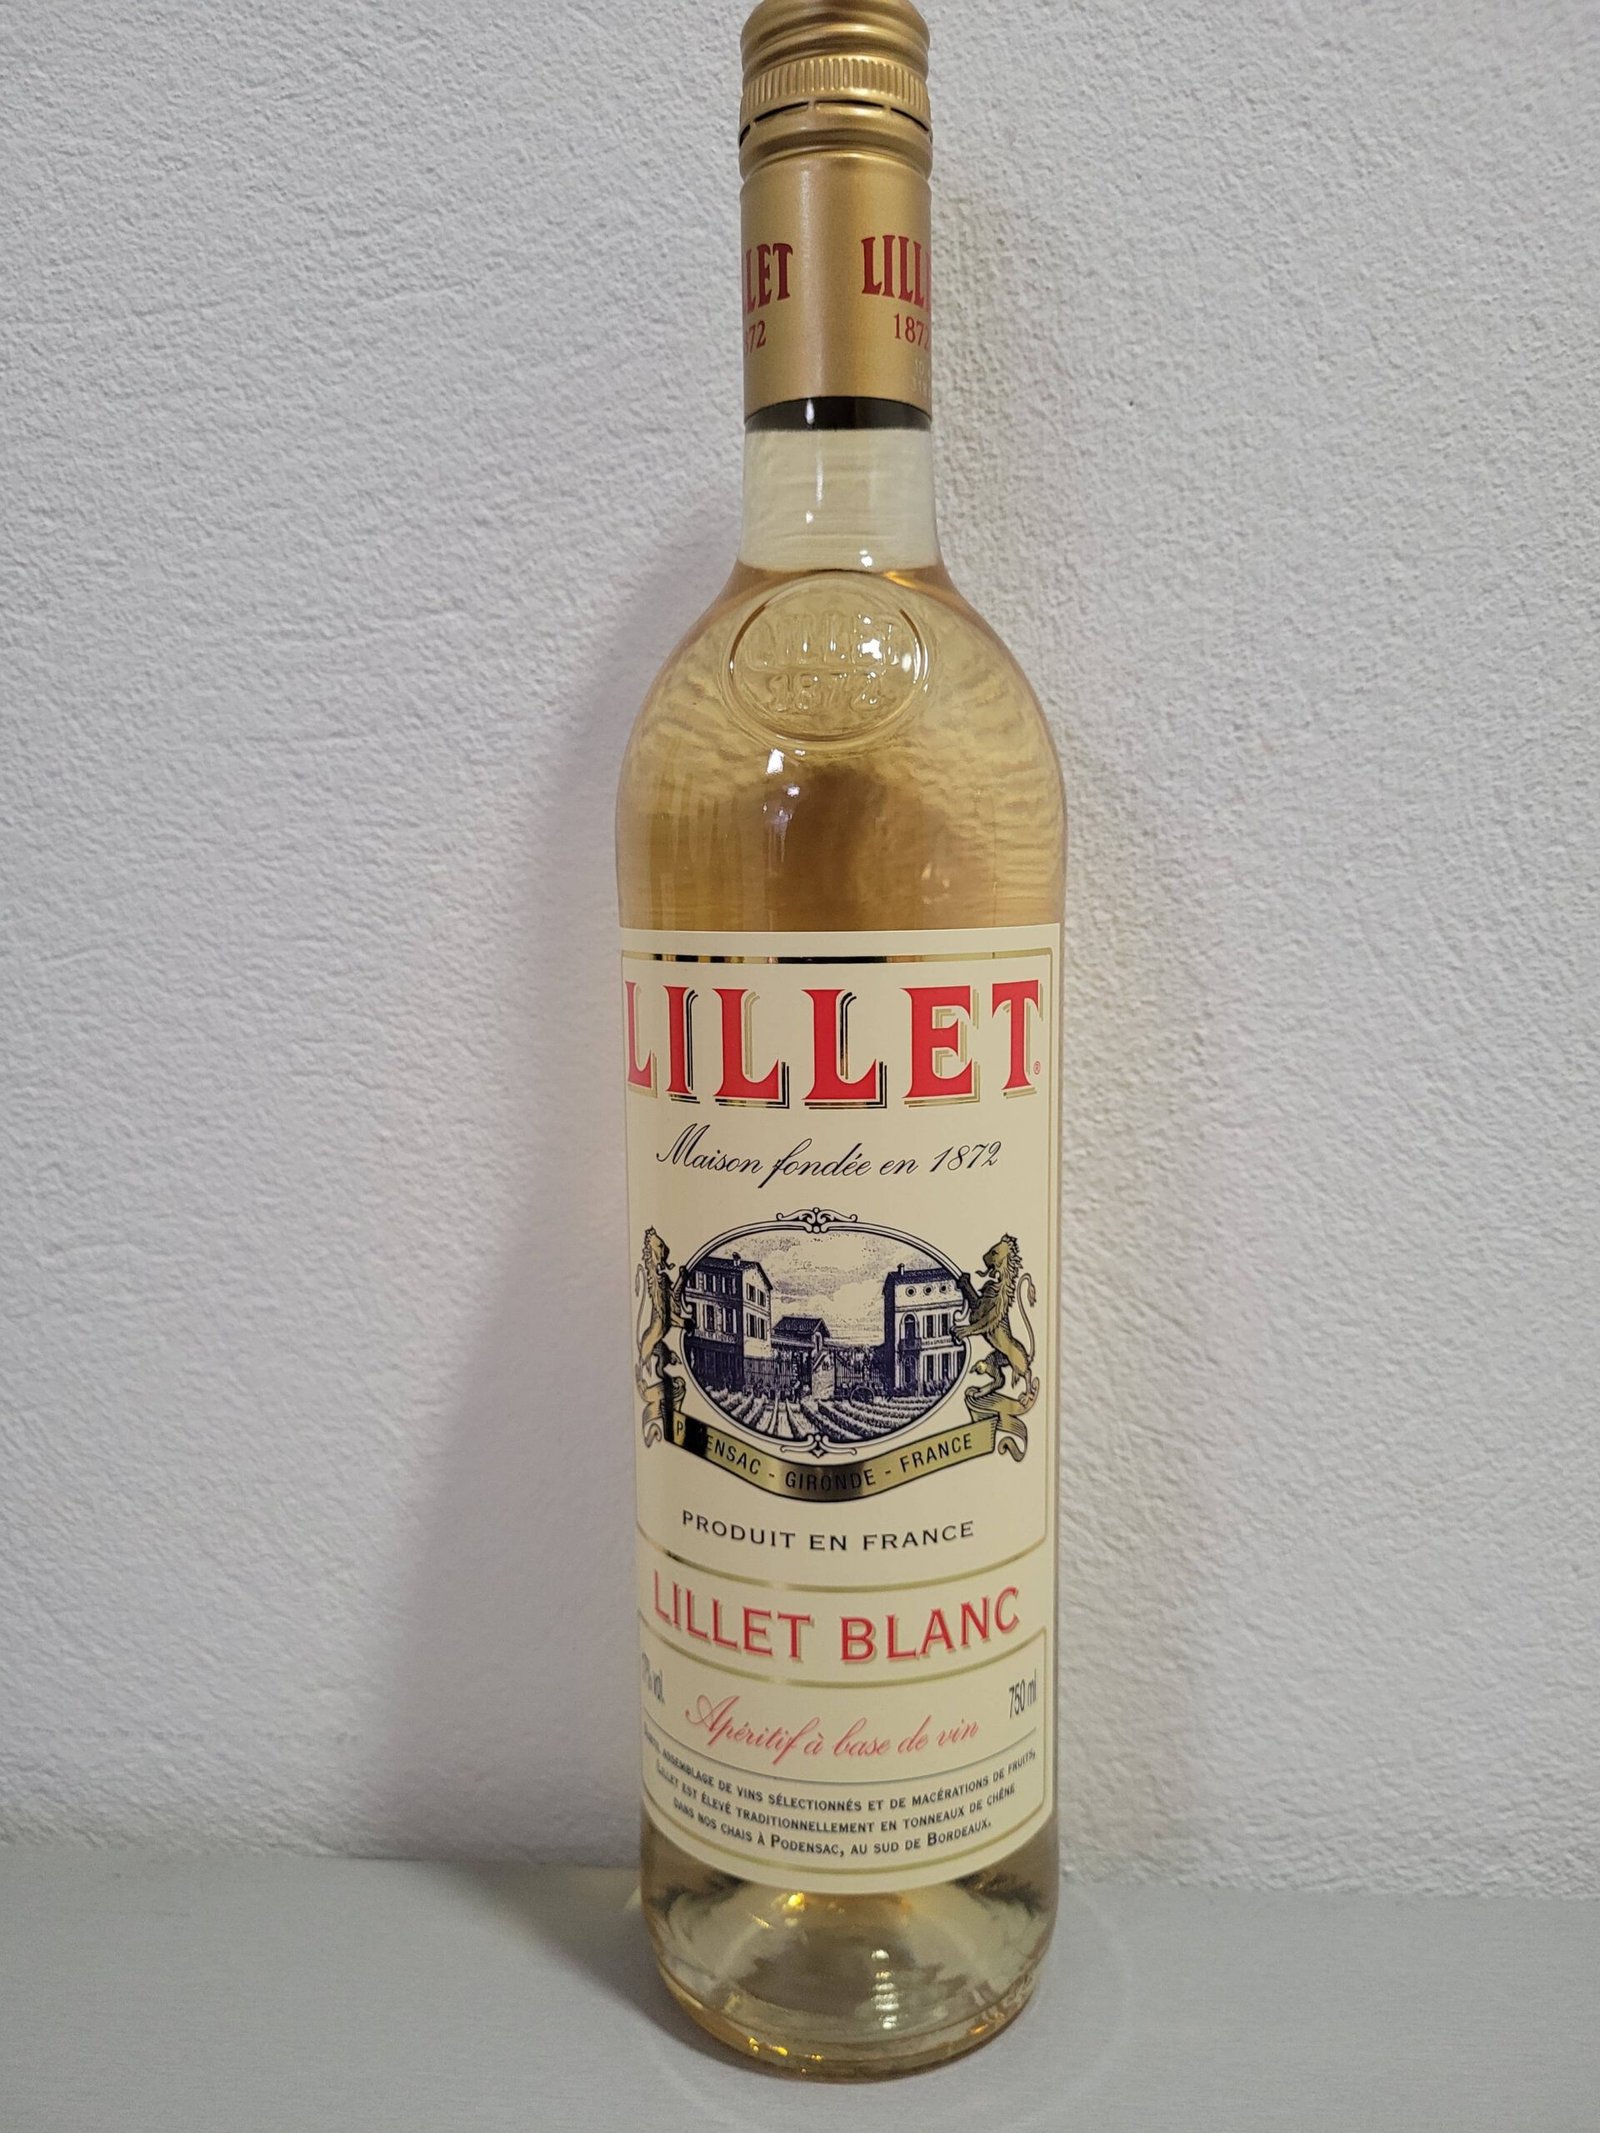 LILLET
1872
LILLET
1872
LILLET®
Maison fondée en 1872
GIRONDE - FRANCE
PRODUIT EN FRANCE
LILLET BLANC
vol. 750 ml
Apéritif à base de vin
ASSEMBLAGE DE VINS SÉLECTIONNÉS ET DE MACÉRATIONS DE FRUITS,
LILLET EST ÉLEVÉ TRADITIONNELLEMENT EN TONNEAUX DE CHÊNE
DANS NOS CHAIS À PODENSAC, AU SUD DE BORDEAUX.